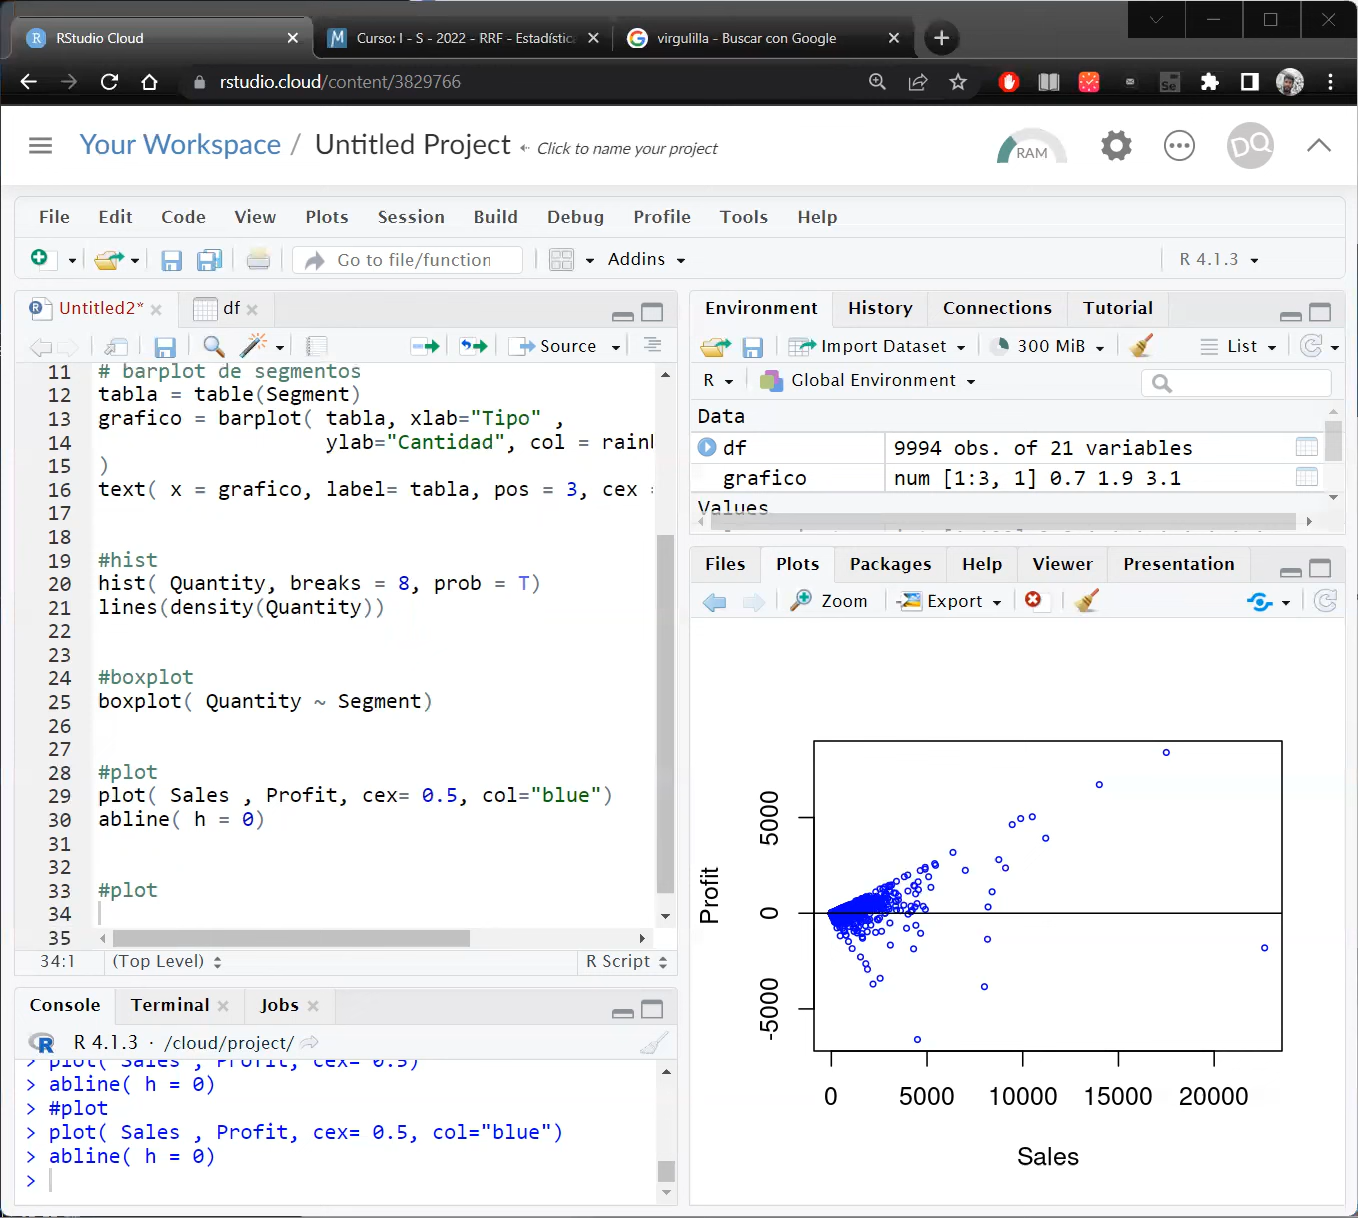 RStudio Cloud
Curso: I - S - 2022 - RRF - Estadístic
virgulilla - Buscar con Google
rstudio.cloud/content/3829766
Se
Your Workspace / Untitled Project Click to name your project
RAM
DQ
File Edit Code View Plots Session Build Debug Profile Tools Help
Go to file/function
Addins
R 4.1.3
Untitled2*
df
Source
11 # barplot de segmentos
12 tabla = table(Segment)
13 grafico = barplot( tabla, xlab="Tipo" ,
14 ylab="Cantidad", col = rain
15 )
16 text( x = grafico, label= tabla, pos = 3, cex
17
18
19 #hist
20 hist( Quantity, breaks = 8, prob = T)
21 lines(density(Quantity))
22
23
24 #boxplot
25 boxplot( Quantity ~ Segment)
26
27
28 #plot
29 plot( Sales , Profit, cex= 0.5, col="blue")
30 abline( h = 0)
31
32
33 #plot
34
35
34:1 (Top Level) R Script
Console Terminal Jobs
R 4.1.3 · /cloud/project/
> plot( Sales , Profit, cex= 0.5)
> abline( h = 0)
> #plot
> plot( Sales , Profit, cex= 0.5, col="blue")
> abline( h = 0)
>
Environment History Connections Tutorial
Import Dataset 300 MiB List
R Global Environment
Data
df 9994 obs. of 21 variables
grafico num [1:3, 1] 0.7 1.9 3.1
Values
Files Plots Packages Help Viewer Presentation
Zoom Export
Profit
5000
0
-5000
0 5000 10000 15000 20000
Sales